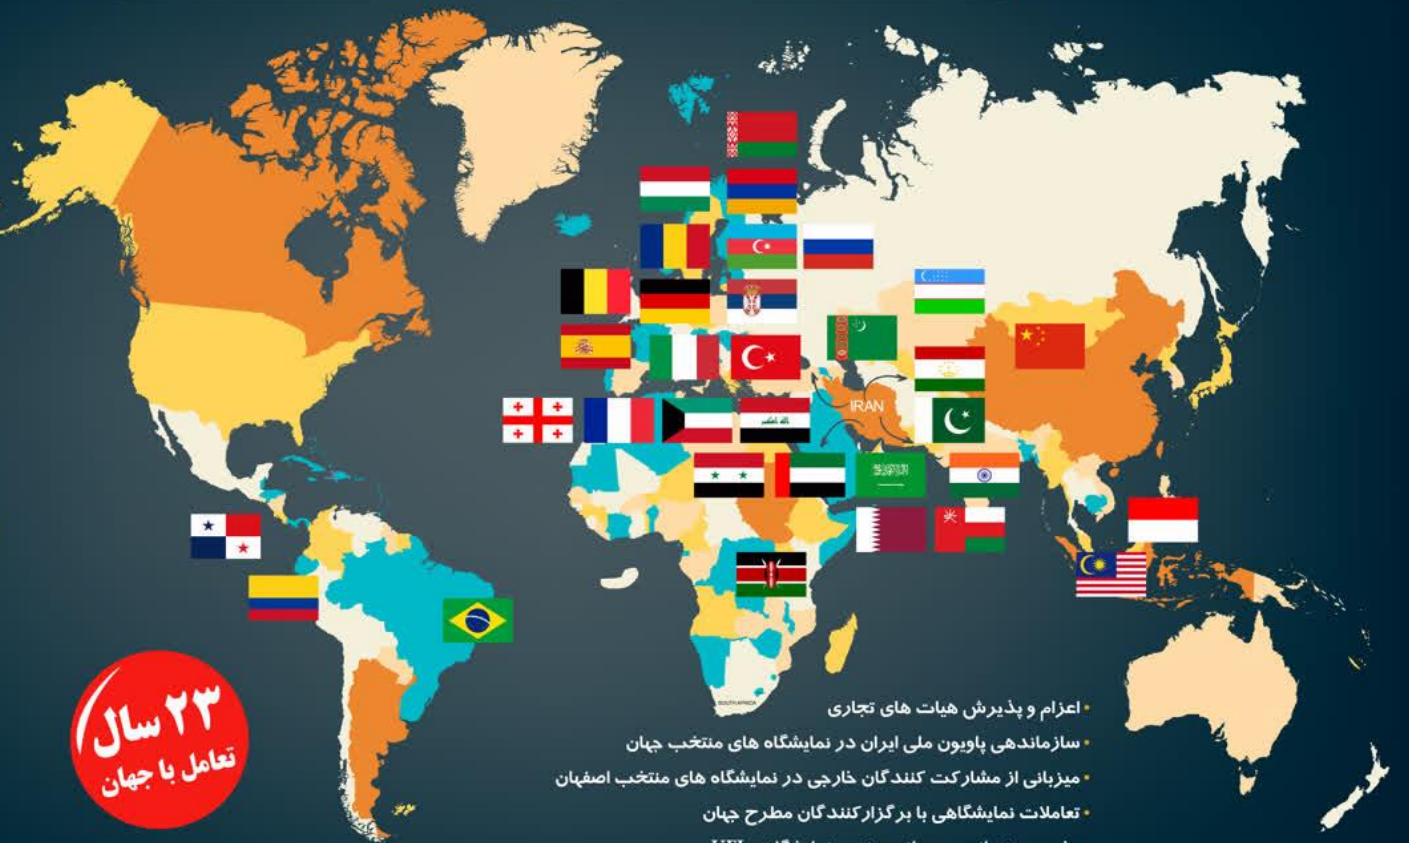 IRAN
SOUTH AFRICA
۲۳ سال
تعامل با جهان
• اعزام و پذیرش هیات های تجاری
• سازماندهی پاویون ملی ایران در نمایشگاه های منتخب جهان
• میزبانی از مشارکت کنندگان خارجی در نمایشگاه های منتخب اصفهان
• تعاملات نمایشگاهی با برگزارکنندگان مطرح جهان
UFI